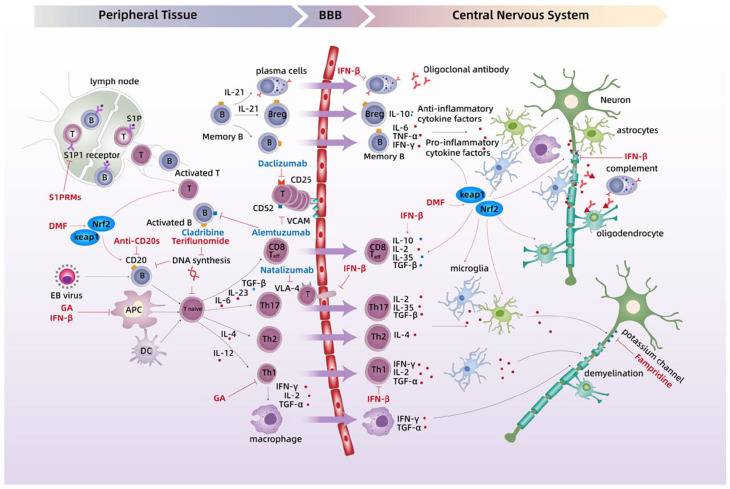 Peripheral Tissue
BBB
Central Nervous System
lymph node
S1P
B
T
T
S1P1 receptor
B
T
B
Activated T
T
S1PRMs
DMF
Nrf2
keap1
Activated B
B
Cladribine
Teriflunomide
Anti-CD20s
CD20
B
DNA synthesis
EB virus
GA
IFN-β
APC
T naive
DC
plasma cells
IL-21
B
IL-21
Breg
Memory B
B
Daclizumab
CD25
T
CD52
VCAM
Alemtuzumab
CD8
Teff
Natalizumab
VLA-4
T
TGF-β
IL-23
IL-6
Th17
IL-4
Th2
IL-12
Th1
GA
IFN-γ
IL-2
TGF-α
macrophage
IFN-β
Oligoclonal antibody
Breg
IL-10
Anti-inflammatory
cytokine factors
IL-6
TNF-α
IFN-γ
Pro-inflammatory
cytokine factors
Memory B
DMF
keap1
Nrf2
IFN-β
CD8
Teff
IL-10
IL-2
IL-35
TGF-β
IFN-β
microglia
Th17
IL-2
IL-35
TGF-β
Th2
IL-4
Th1
IFN-γ
IL-2
TGF-α
IFN-β
IFN-γ
TGF-α
Neuron
astrocytes
IFN-β
complement
oligodendrocyte
potassium channel
Fampridine
demyelination